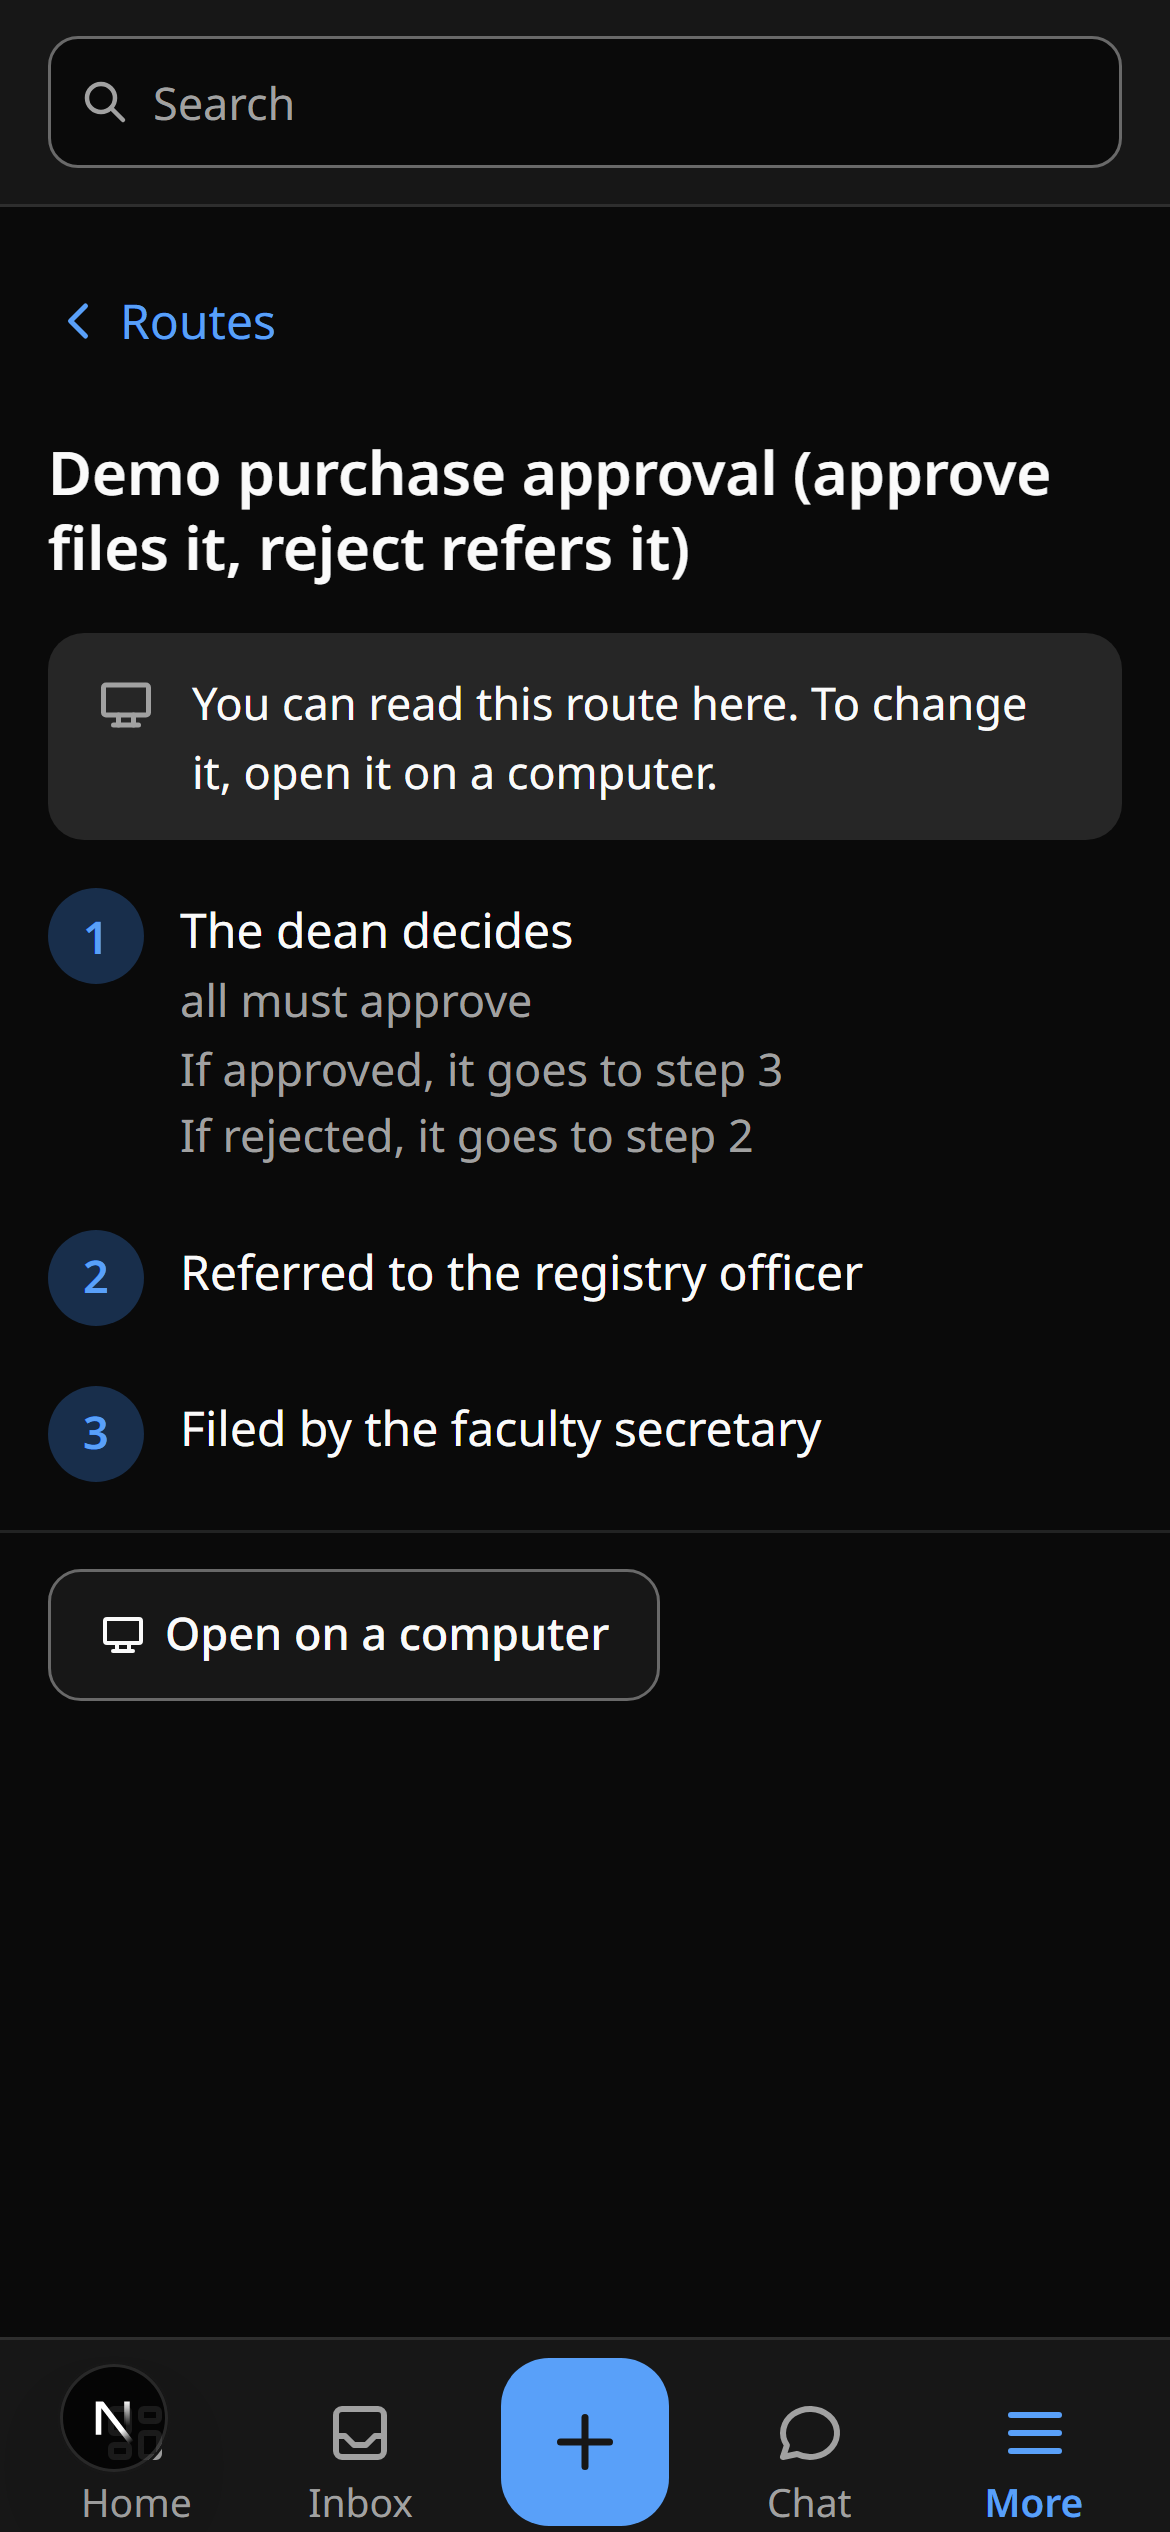 Search
Routes
Demo purchase approval (approve
files it, reject refers it)
You can read this route here. To change
it, open it on a computer.
1
The dean decides
all must approve
If approved, it goes to step 3
If rejected, it goes to step 2
2
Referred to the registry officer
3
Filed by the faculty secretary
Open on a computer
N
Home
Inbox
Chat
More